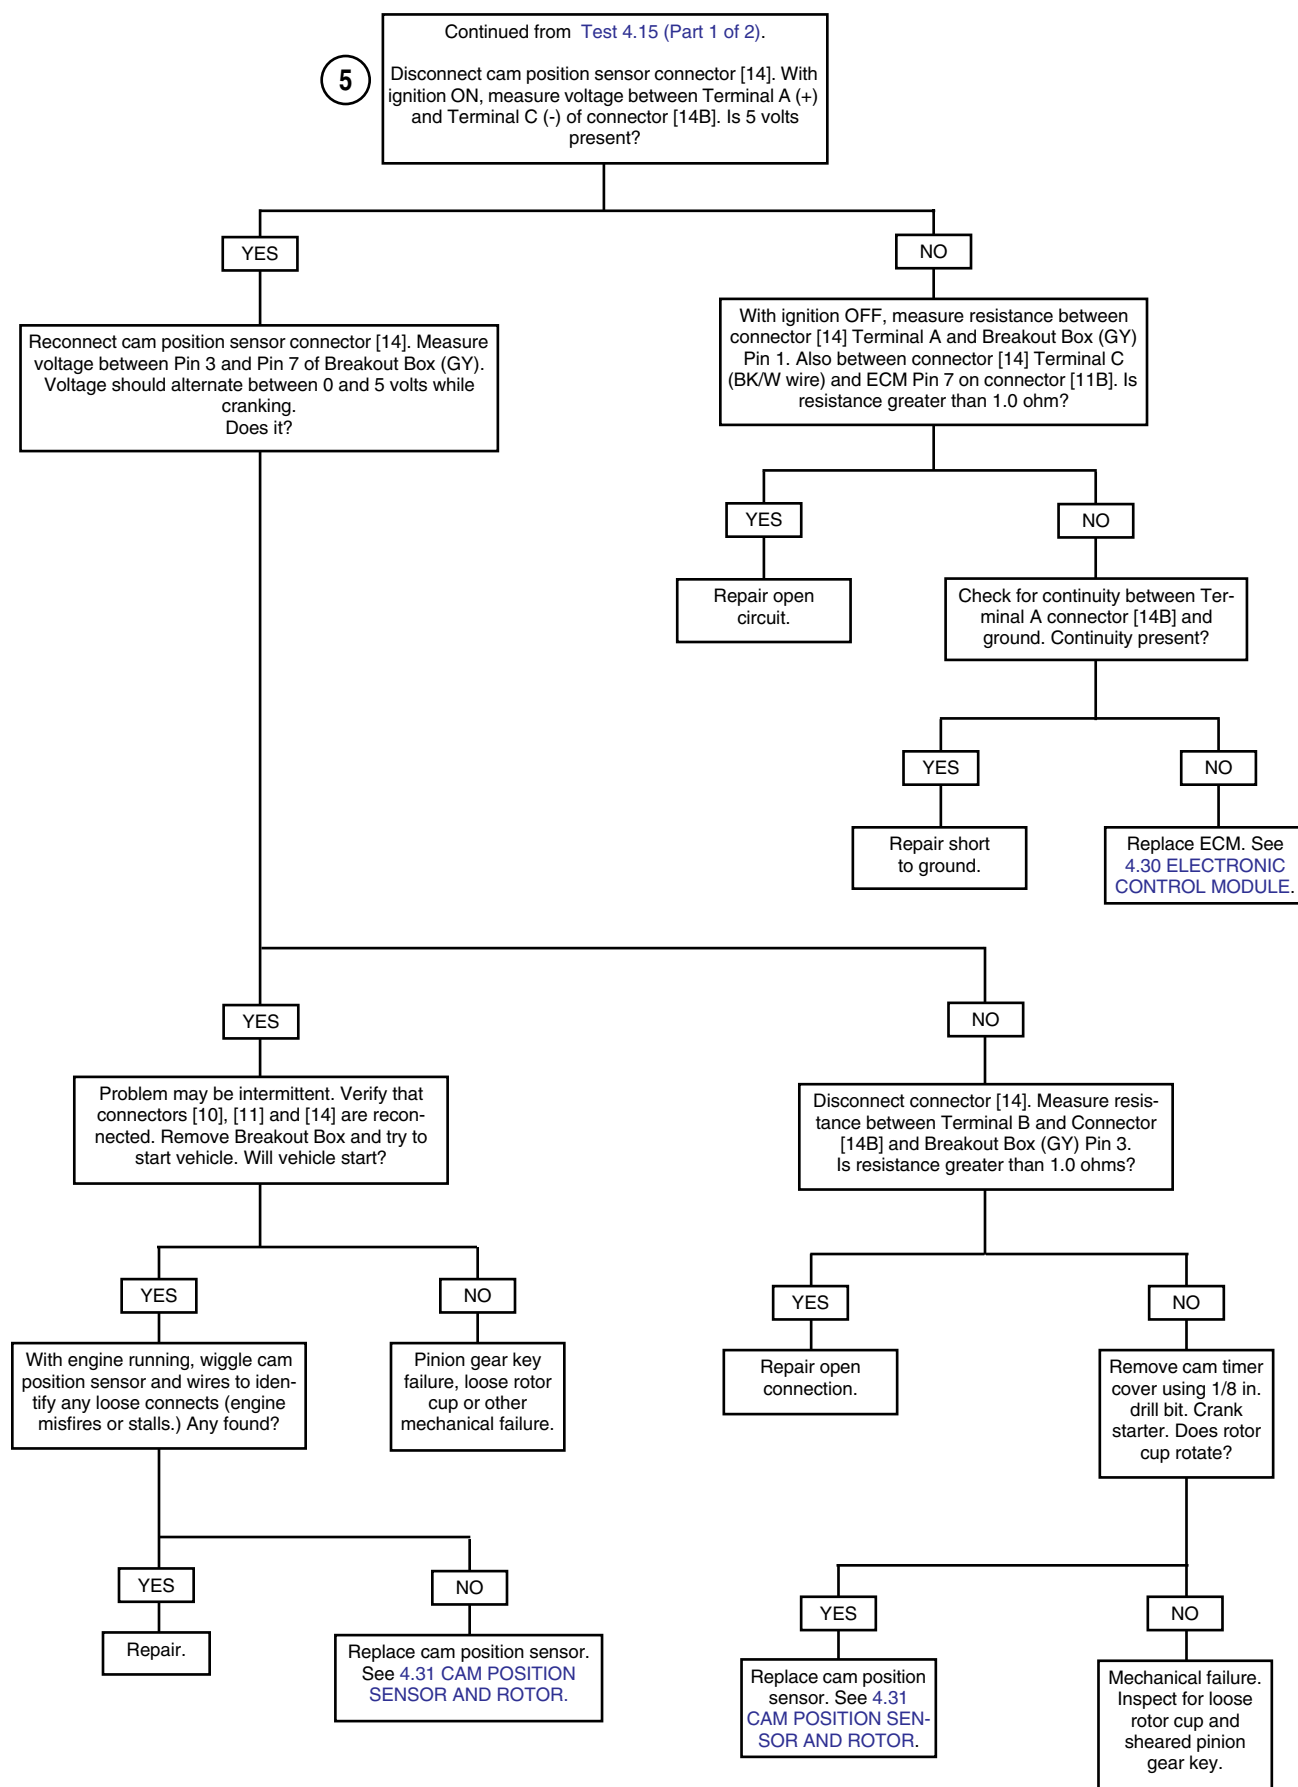 Continued from Test 4.15 (Part 1 of 2).
5
Disconnect cam position sensor connector [14]. With
ignition ON, measure voltage between Terminal A (+)
and Terminal C (-) of connector [14B]. Is 5 volts
present?
YES
NO
Reconnect cam position sensor connector [14]. Measure
voltage between Pin 3 and Pin 7 of Breakout Box (GY).
Voltage should alternate between 0 and 5 volts while
cranking.
Does it?
With ignition OFF, measure resistance between
connector [14] Terminal A and Breakout Box (GY)
Pin 1. Also between connector [14] Terminal C
(BK/W wire) and ECM Pin 7 on connector [11B]. Is
resistance greater than 1.0 ohm?
YES
NO
Repair open
circuit.
Check for continuity between Ter-
minal A connector [14B] and
ground. Continuity present?
YES
NO
Repair short
to ground.
Replace ECM. See
4.30 ELECTRONIC
CONTROL MODULE.
YES
NO
Problem may be intermittent. Verify that
connectors [10], [11] and [14] are recon-
nected. Remove Breakout Box and try to
start vehicle. Will vehicle start?
Disconnect connector [14]. Measure resis-
tance between Terminal B and Connector
[14B] and Breakout Box (GY) Pin 3.
Is resistance greater than 1.0 ohms?
YES
NO
YES
NO
With engine running, wiggle cam
position sensor and wires to iden-
tify any loose connects (engine
misfires or stalls.) Any found?
Pinion gear key
failure, loose rotor
cup or other
mechanical failure.
Repair open
connection.
Remove cam timer
cover using 1/8 in.
drill bit. Crank
starter. Does rotor
cup rotate?
YES
NO
YES
NO
Repair.
Replace cam position sensor.
See 4.31 CAM POSITION
SENSOR AND ROTOR.
Replace cam position
sensor. See 4.31
CAM POSITION SEN-
SOR AND ROTOR.
Mechanical failure.
Inspect for loose
rotor cup and
sheared pinion
gear key.